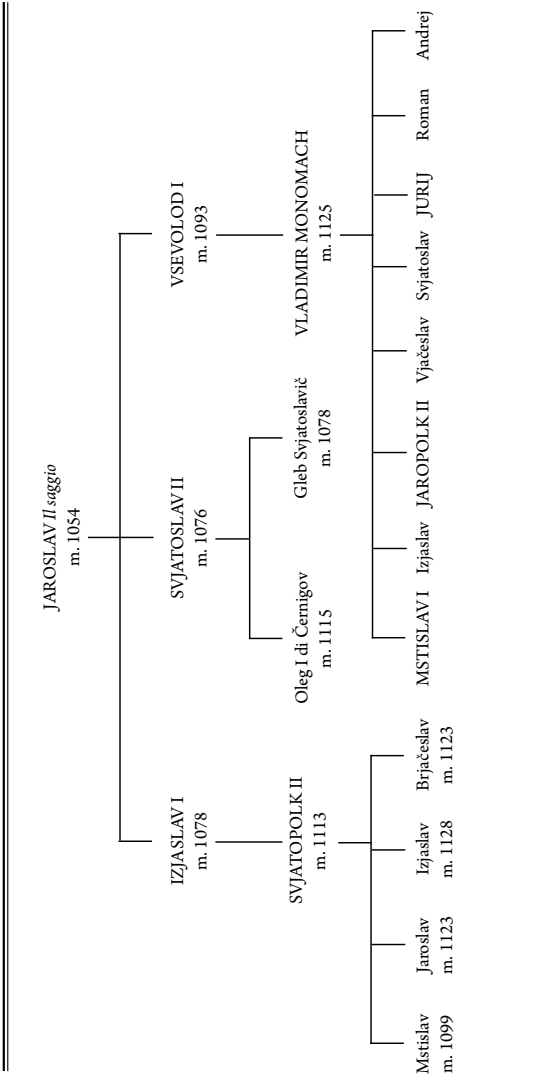 JAROSLAV Il saggio
m. 1054
IZJASLAV I
m. 1078
SVJATOSLAV II
m. 1076
VSEVOLOD I
m. 1093
SVJATOPOLK II
m. 1113
Oleg I di Černigov
m. 1115
Gleb Svjatoslavič
m. 1078
VLADIMIR MONOMACH
m. 1125
Mstislav
m. 1099
Jaroslav
m. 1123
Izjaslav
m. 1128
Brjačeslav
m. 1123
MSTISLAV I
Izjaslav
JAROPOLK II
Vjačeslav
Svjatoslav
JURIJ
Roman
Andrej